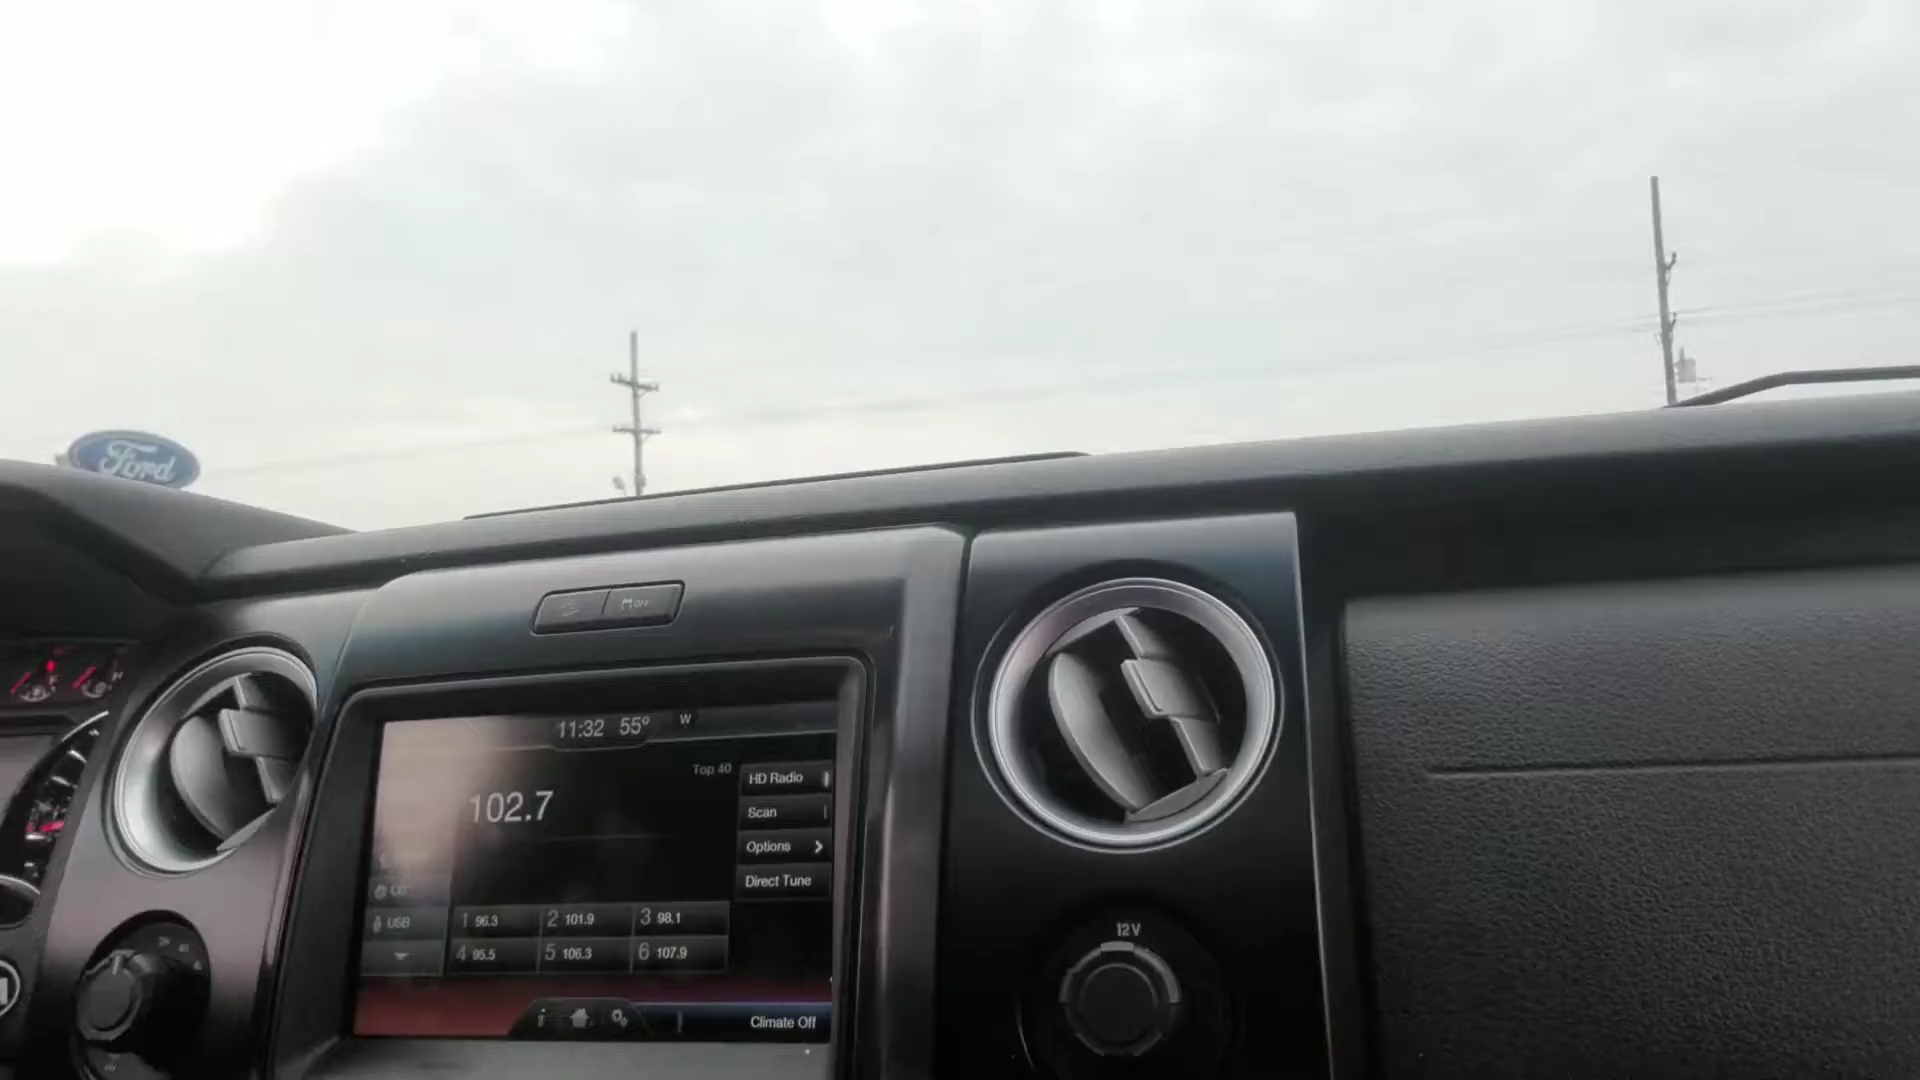 Ford
OFF
11:32 55° W
Top 40
HD Radio
102.7
Scan
Options
Direct Tune
USB
1 96.3 2 101.9 3 98.1
4 95.5 5 106.3 6 107.9
Climate Off
12V